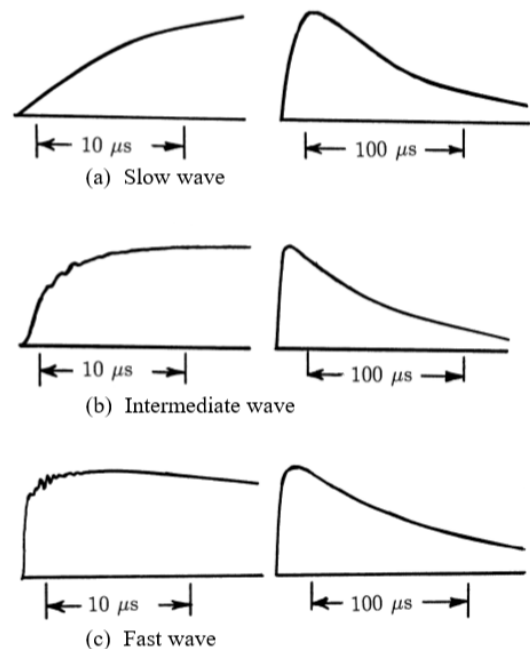 10 μs 100 μs
(a) Slow wave
10 μs 100 μs
(b) Intermediate wave
10 μs 100 μs
(c) Fast wave